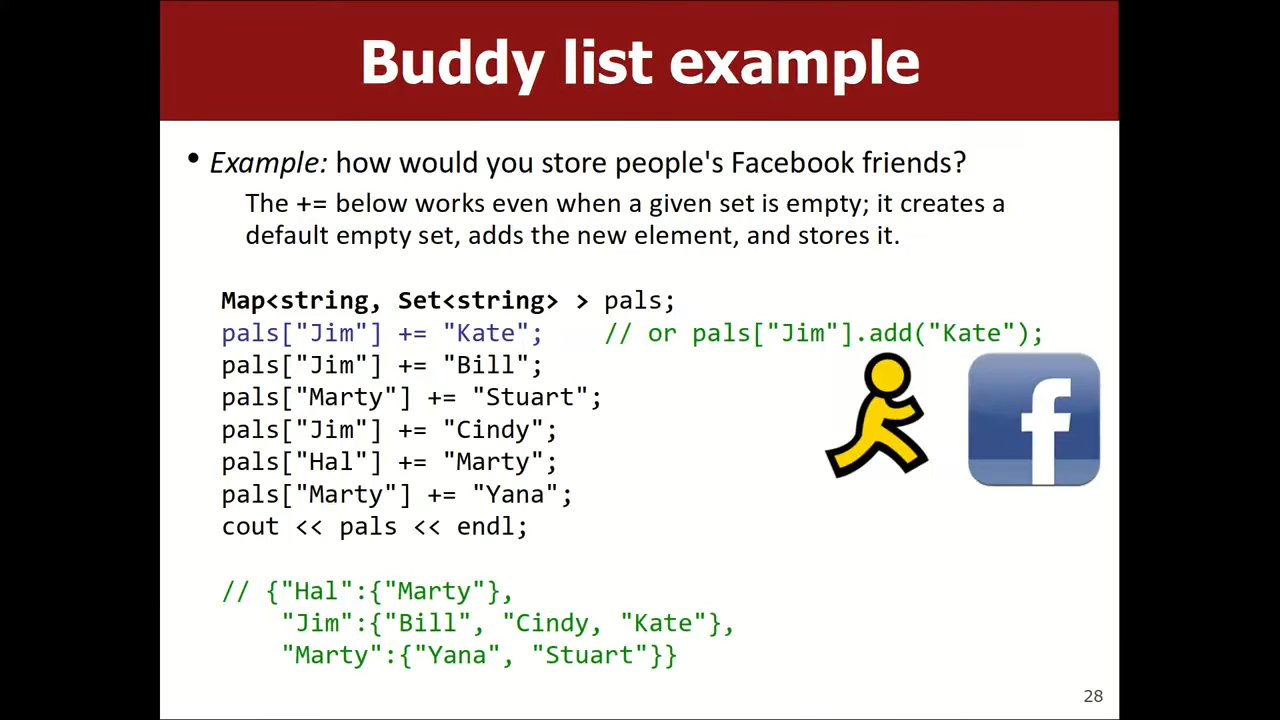 Buddy list example
• Example: how would you store people's Facebook friends?
The += below works even when a given set is empty; it creates a
default empty set, adds the new element, and stores it.
Map<string, Set<string> > pals;
pals["Jim"] += "Kate";    // or pals["Jim"].add("Kate");
pals["Jim"] += "Bill";
pals["Marty"] += "Stuart";
pals["Jim"] += "Cindy";
pals["Hal"] += "Marty";
pals["Marty"] += "Yana";
cout << pals << endl;
// {"Hal":{"Marty"},
"Jim":{"Bill", "Cindy, "Kate"},
"Marty":{"Yana", "Stuart"}}
28